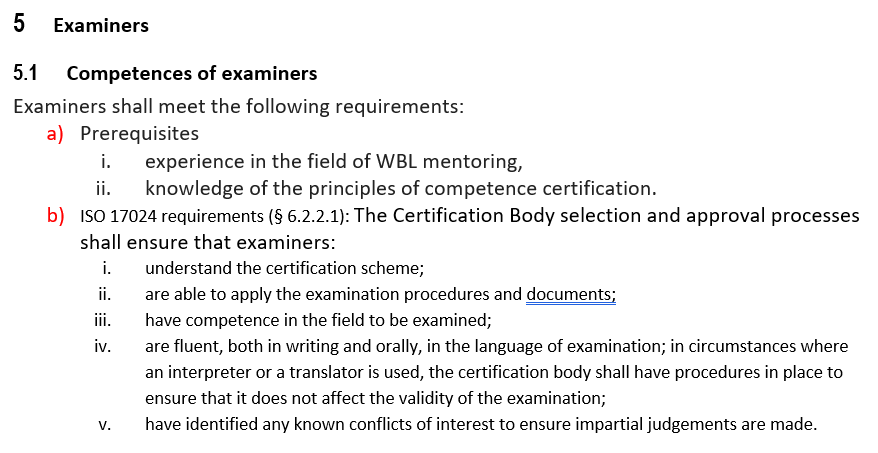 5 Examiners
5.1 Competences of examiners
Examiners shall meet the following requirements:
a) Prerequisites
i. experience in the field of WBL mentoring,
ii. knowledge of the principles of competence certification.
b) ISO 17024 requirements (§ 6.2.2.1): The Certification Body selection and approval processes
shall ensure that examiners:
i. understand the certification scheme;
ii. are able to apply the examination procedures and documents;
iii. have competence in the field to be examined;
iv. are fluent, both in writing and orally, in the language of examination; in circumstances where
an interpreter or a translator is used, the certification body shall have procedures in place to
ensure that it does not affect the validity of the examination;
v. have identified any known conflicts of interest to ensure impartial judgements are made.